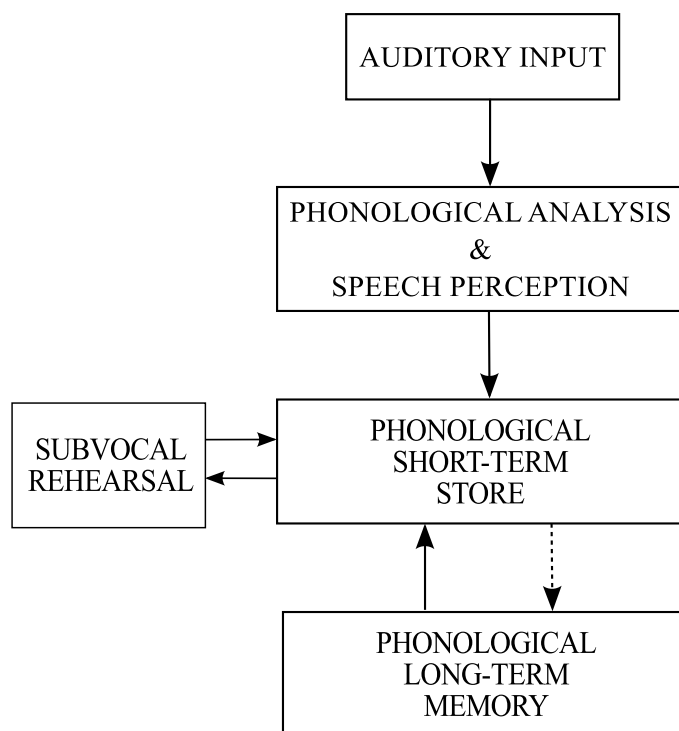 AUDITORY INPUT
PHONOLOGICAL ANALYSIS
&
SPEECH PERCEPTION
SUBVOCAL
REHEARSAL
PHONOLOGICAL
SHORT-TERM
STORE
PHONOLOGICAL
LONG-TERM
MEMORY